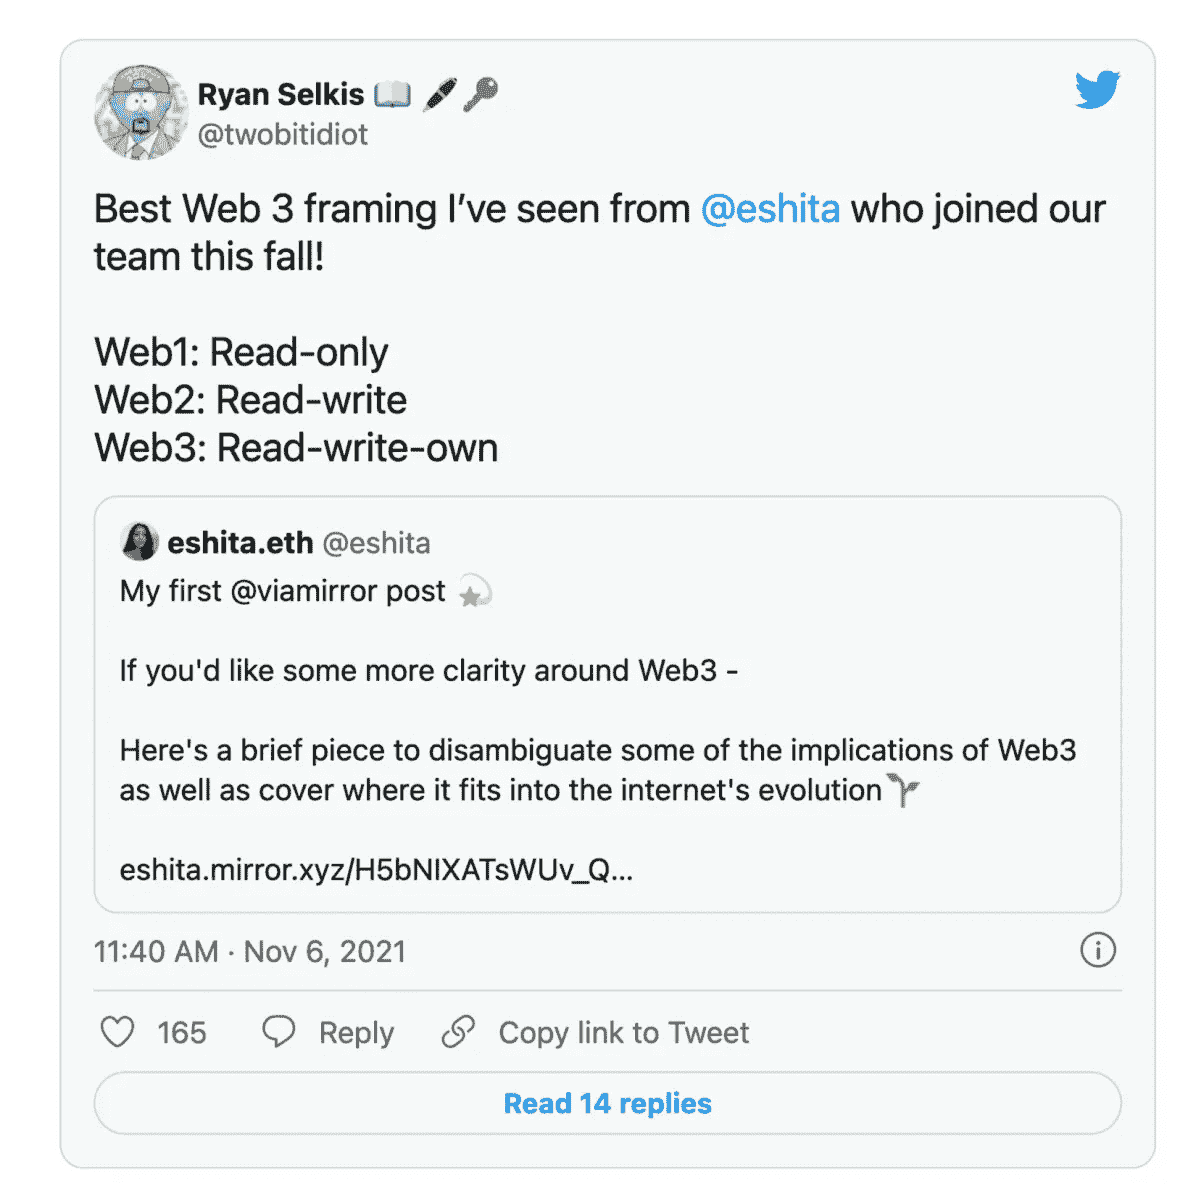 Ryan Selkis
@twobitidiot
Best Web 3 framing I’ve seen from @eshita who joined our
team this fall!
Web1: Read-only
Web2: Read-write
Web3: Read-write-own
eshita.eth @eshita
My first @viamirror post
If you'd like some more clarity around Web3 -
Here's a brief piece to disambiguate some of the implications of Web3
as well as cover where it fits into the internet's evolution
eshita.mirror.xyz/H5bNIXATsWUv_Q...
11:40 AM · Nov 6, 2021
165 Reply Copy link to Tweet
Read 14 replies